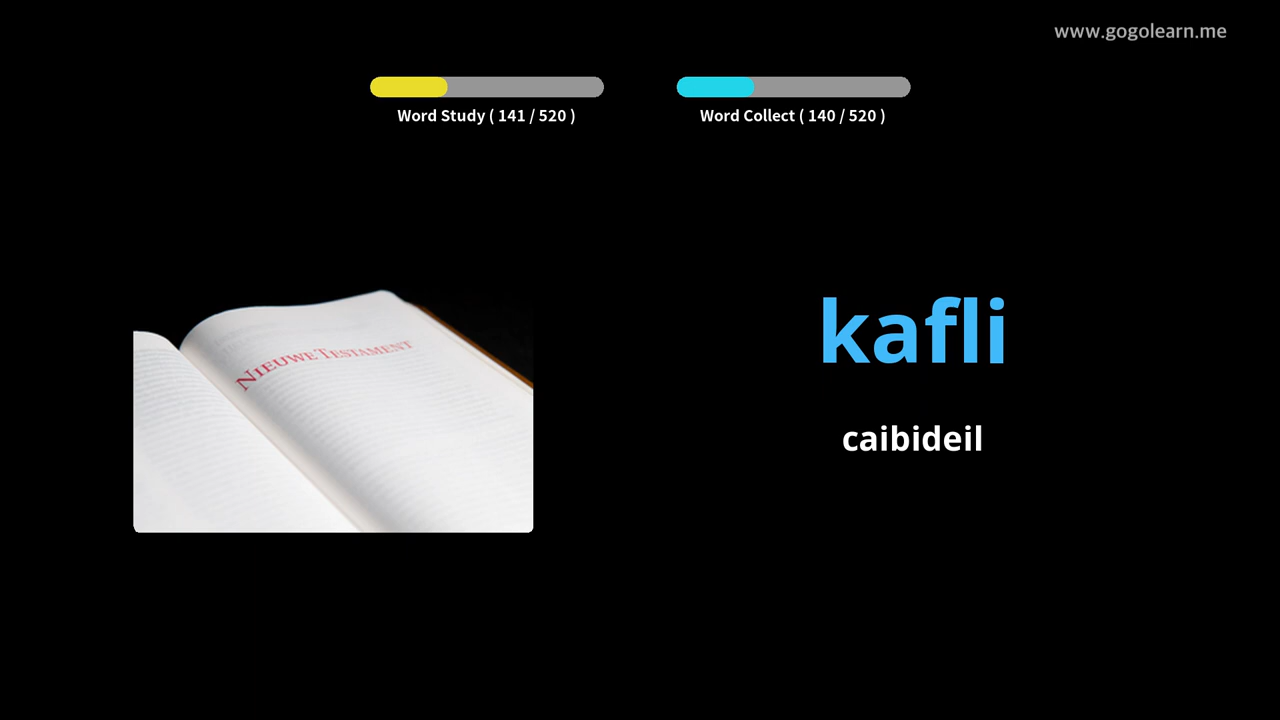 www.gogolearn.me
Word Study ( 141 / 520 )
Word Collect ( 140 / 520 )
NIEUWE TESTAMENT
kafli
caibideil